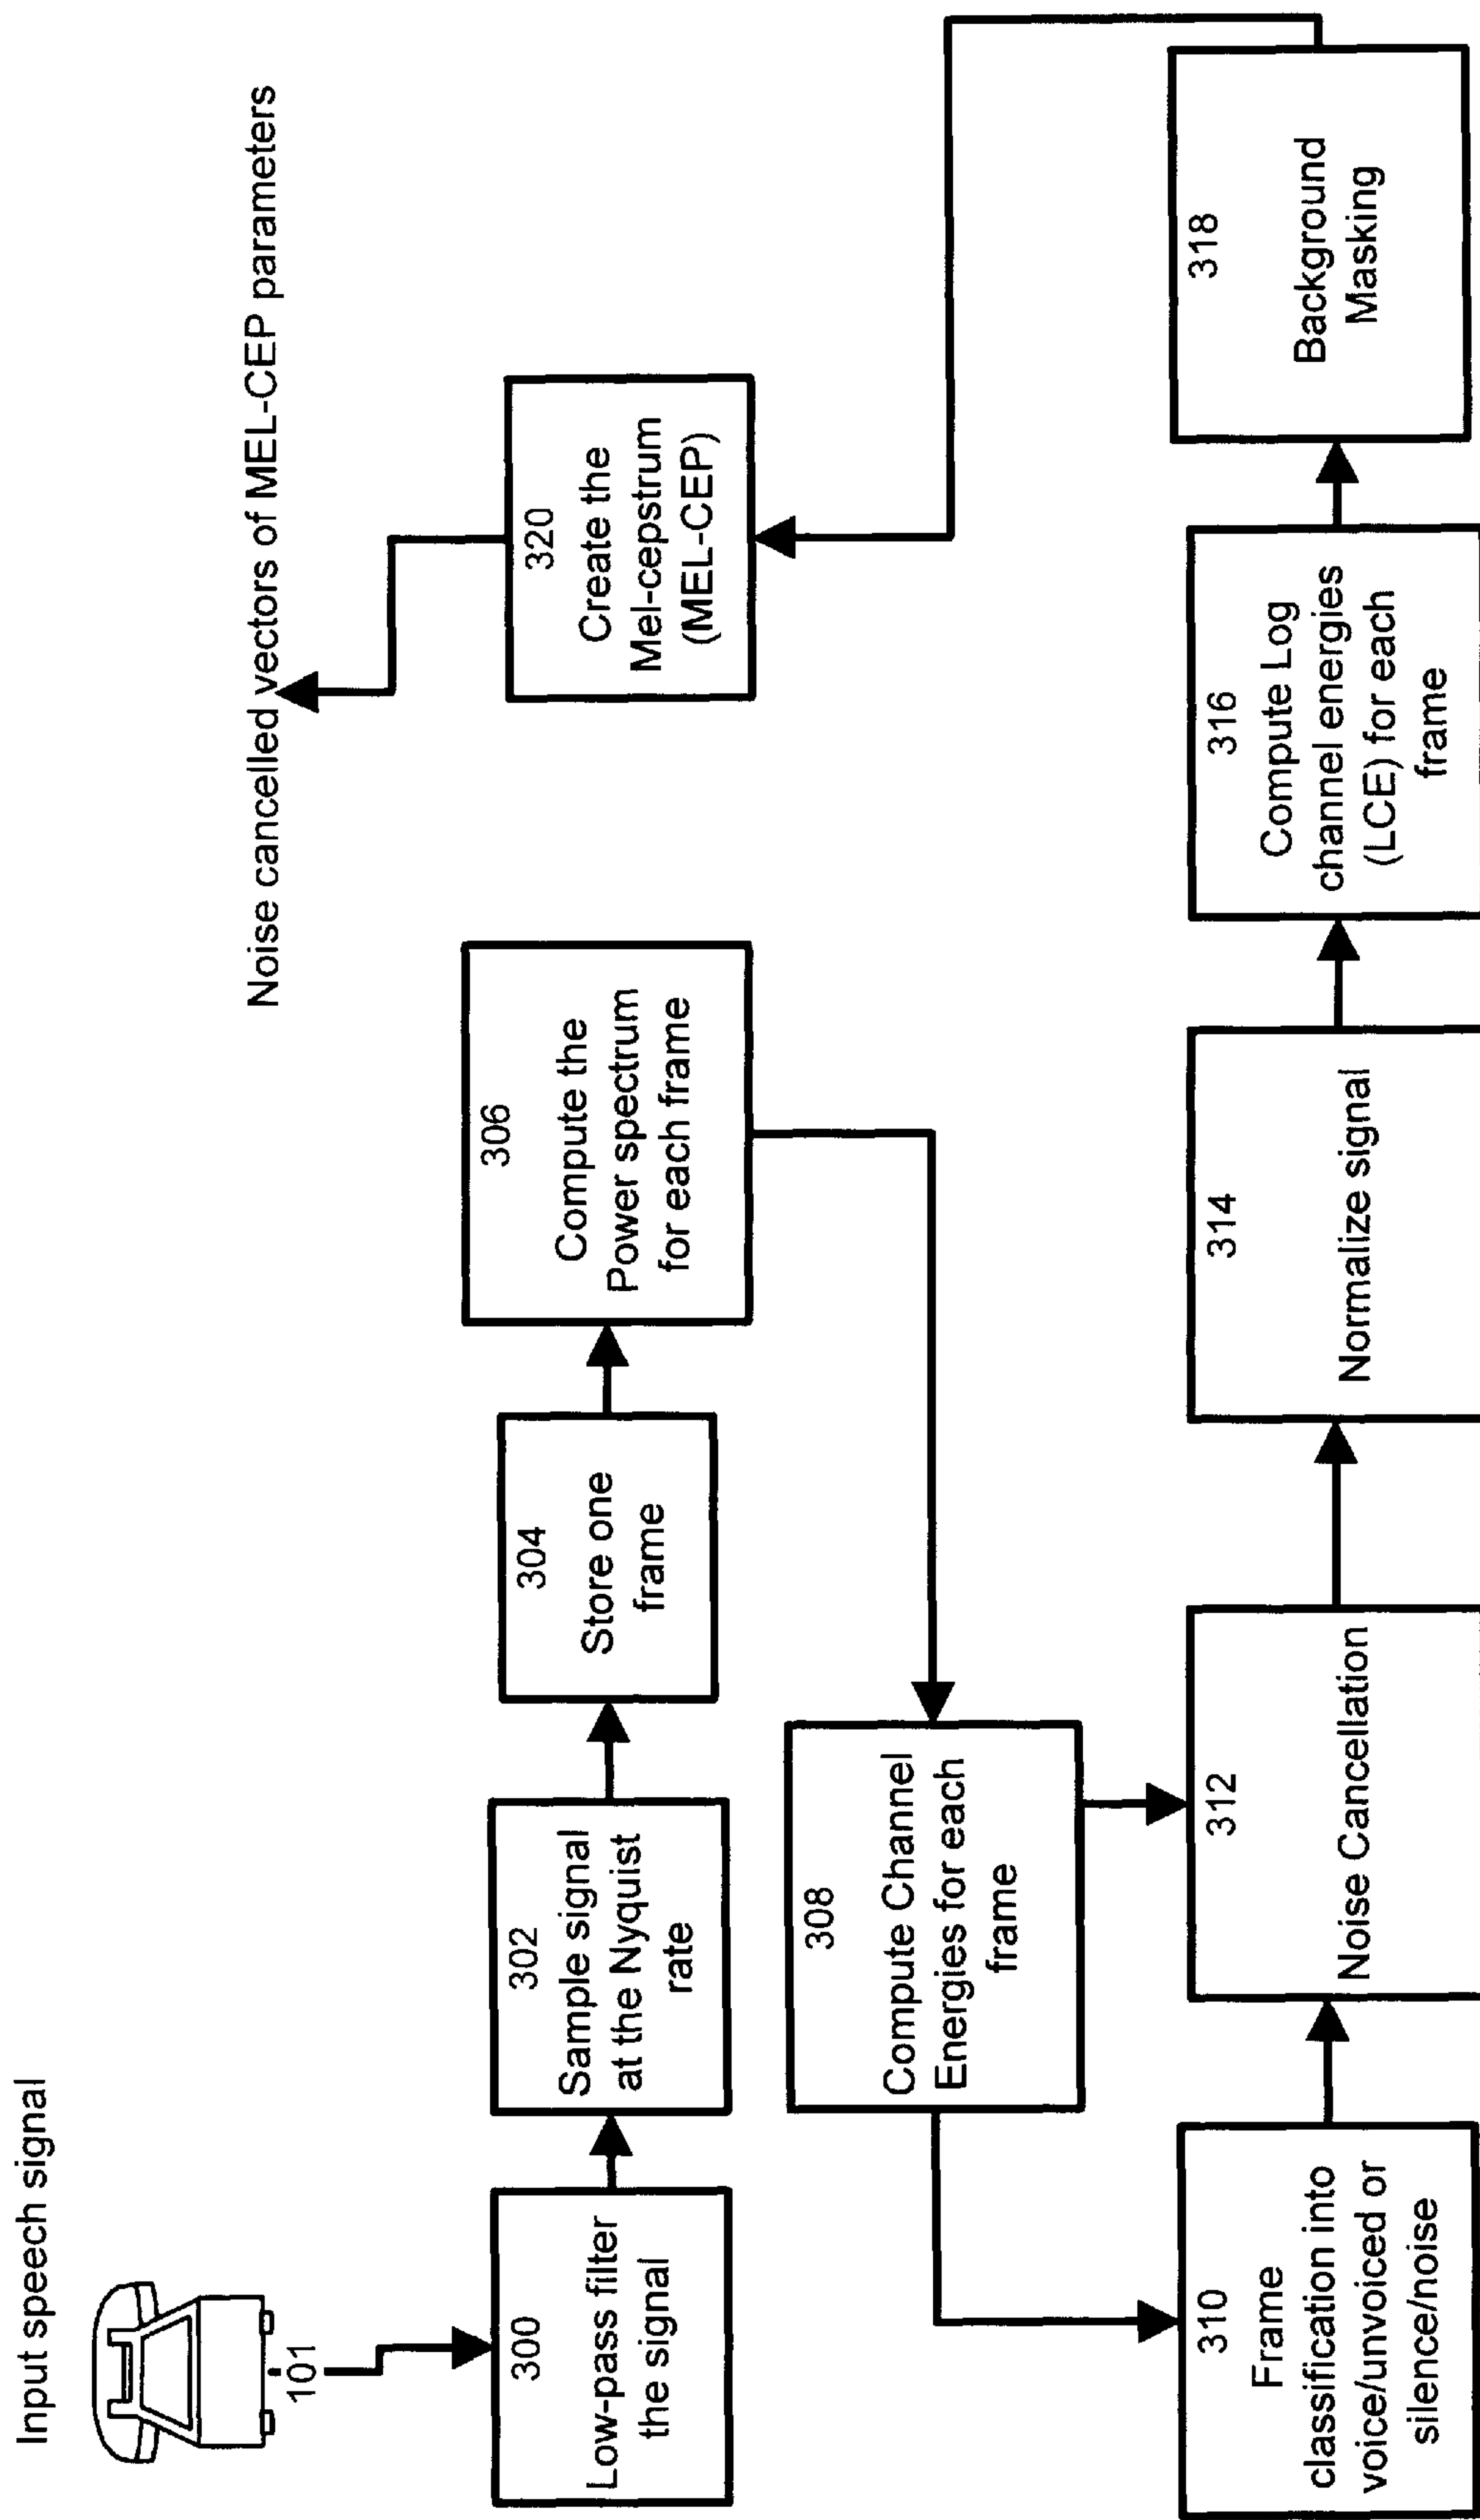 Input speech signal
101
300
Low-pass filter
the signal
302
Sample signal
at the Nyquist
rate
304
Store one
frame
306
Compute the
Power spectrum
for each frame
308
Compute Channel
Energies for each
frame
310
Frame
classification into
voice/unvoiced or
silence/noise
312
Noise Cancellation
314
Normalize signal
316
Compute Log
channel energies
(LCE) for each
frame
318
Background
Masking
320
Create the
Mel-cepstrum
(MEL-CEP)
Noise cancelled vectors of MEL-CEP parameters